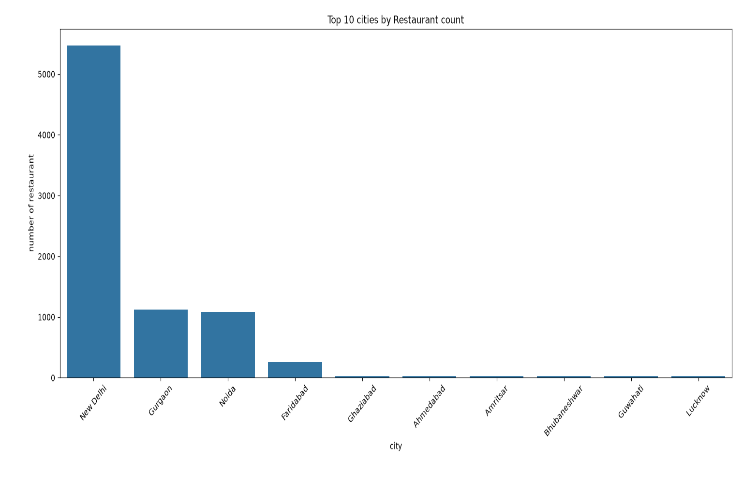 Top 10 cities by Restaurant count
number of restaurant
5000
4000
3000
2000
1000
0
New Delhi
Gurgaon
Noida
Faridabad
Ghaziabad
Ahmedabad
Amritsar
Bhubaneshwar
Guwahati
Lucknow
city